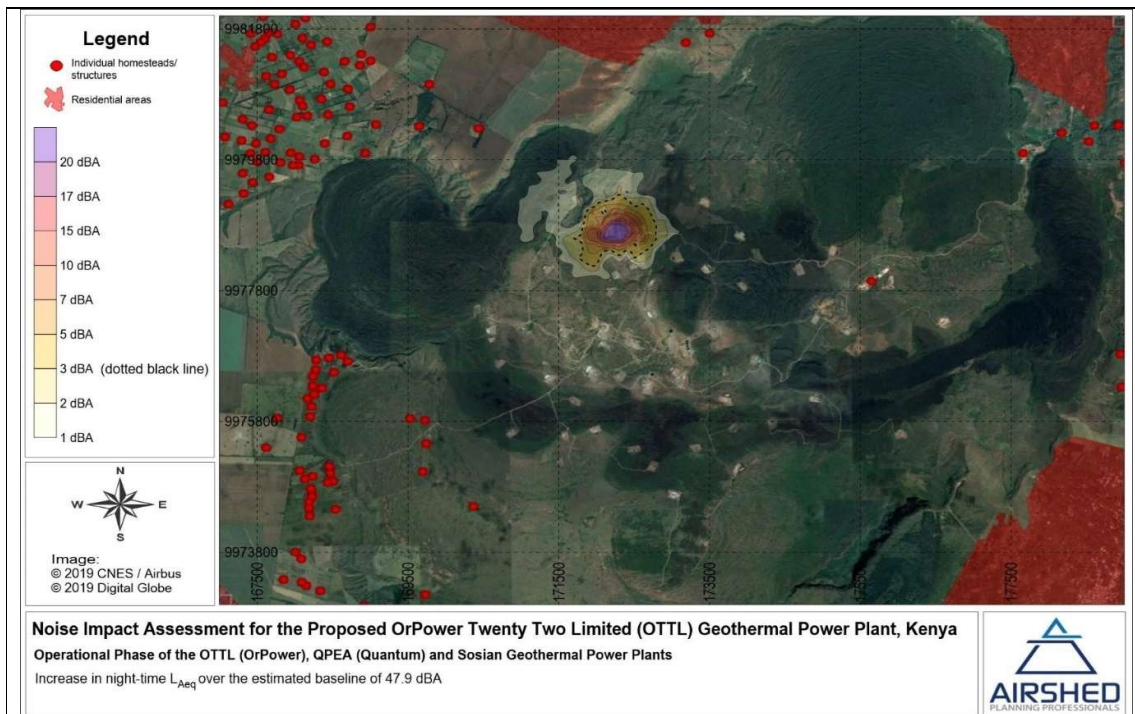 Legend
Individual homesteads/
structures
Residential areas
20 dBA
17 dBA
15 dBA
10 dBA
7 dBA
5 dBA
3 dBA (dotted black line)
2 dBA
1 dBA
N
W E
S
Image:
© 2019 CNES / Airbus
© 2019 Digital Globe
9981800
9979800
9977800
9975800
9973800
167500
169500
171500
173500
177500
Noise Impact Assessment for the Proposed OrPower Twenty Two Limited (OTTL) Geothermal Power Plant, Kenya
Operational Phase of the OTTL (OrPower), QPEA (Quantum) and Sosian Geothermal Power Plants
Increase in night-time LAeq over the estimated baseline of 47.9 dBA
AIRSHED
PLANNING PROFESSIONALS